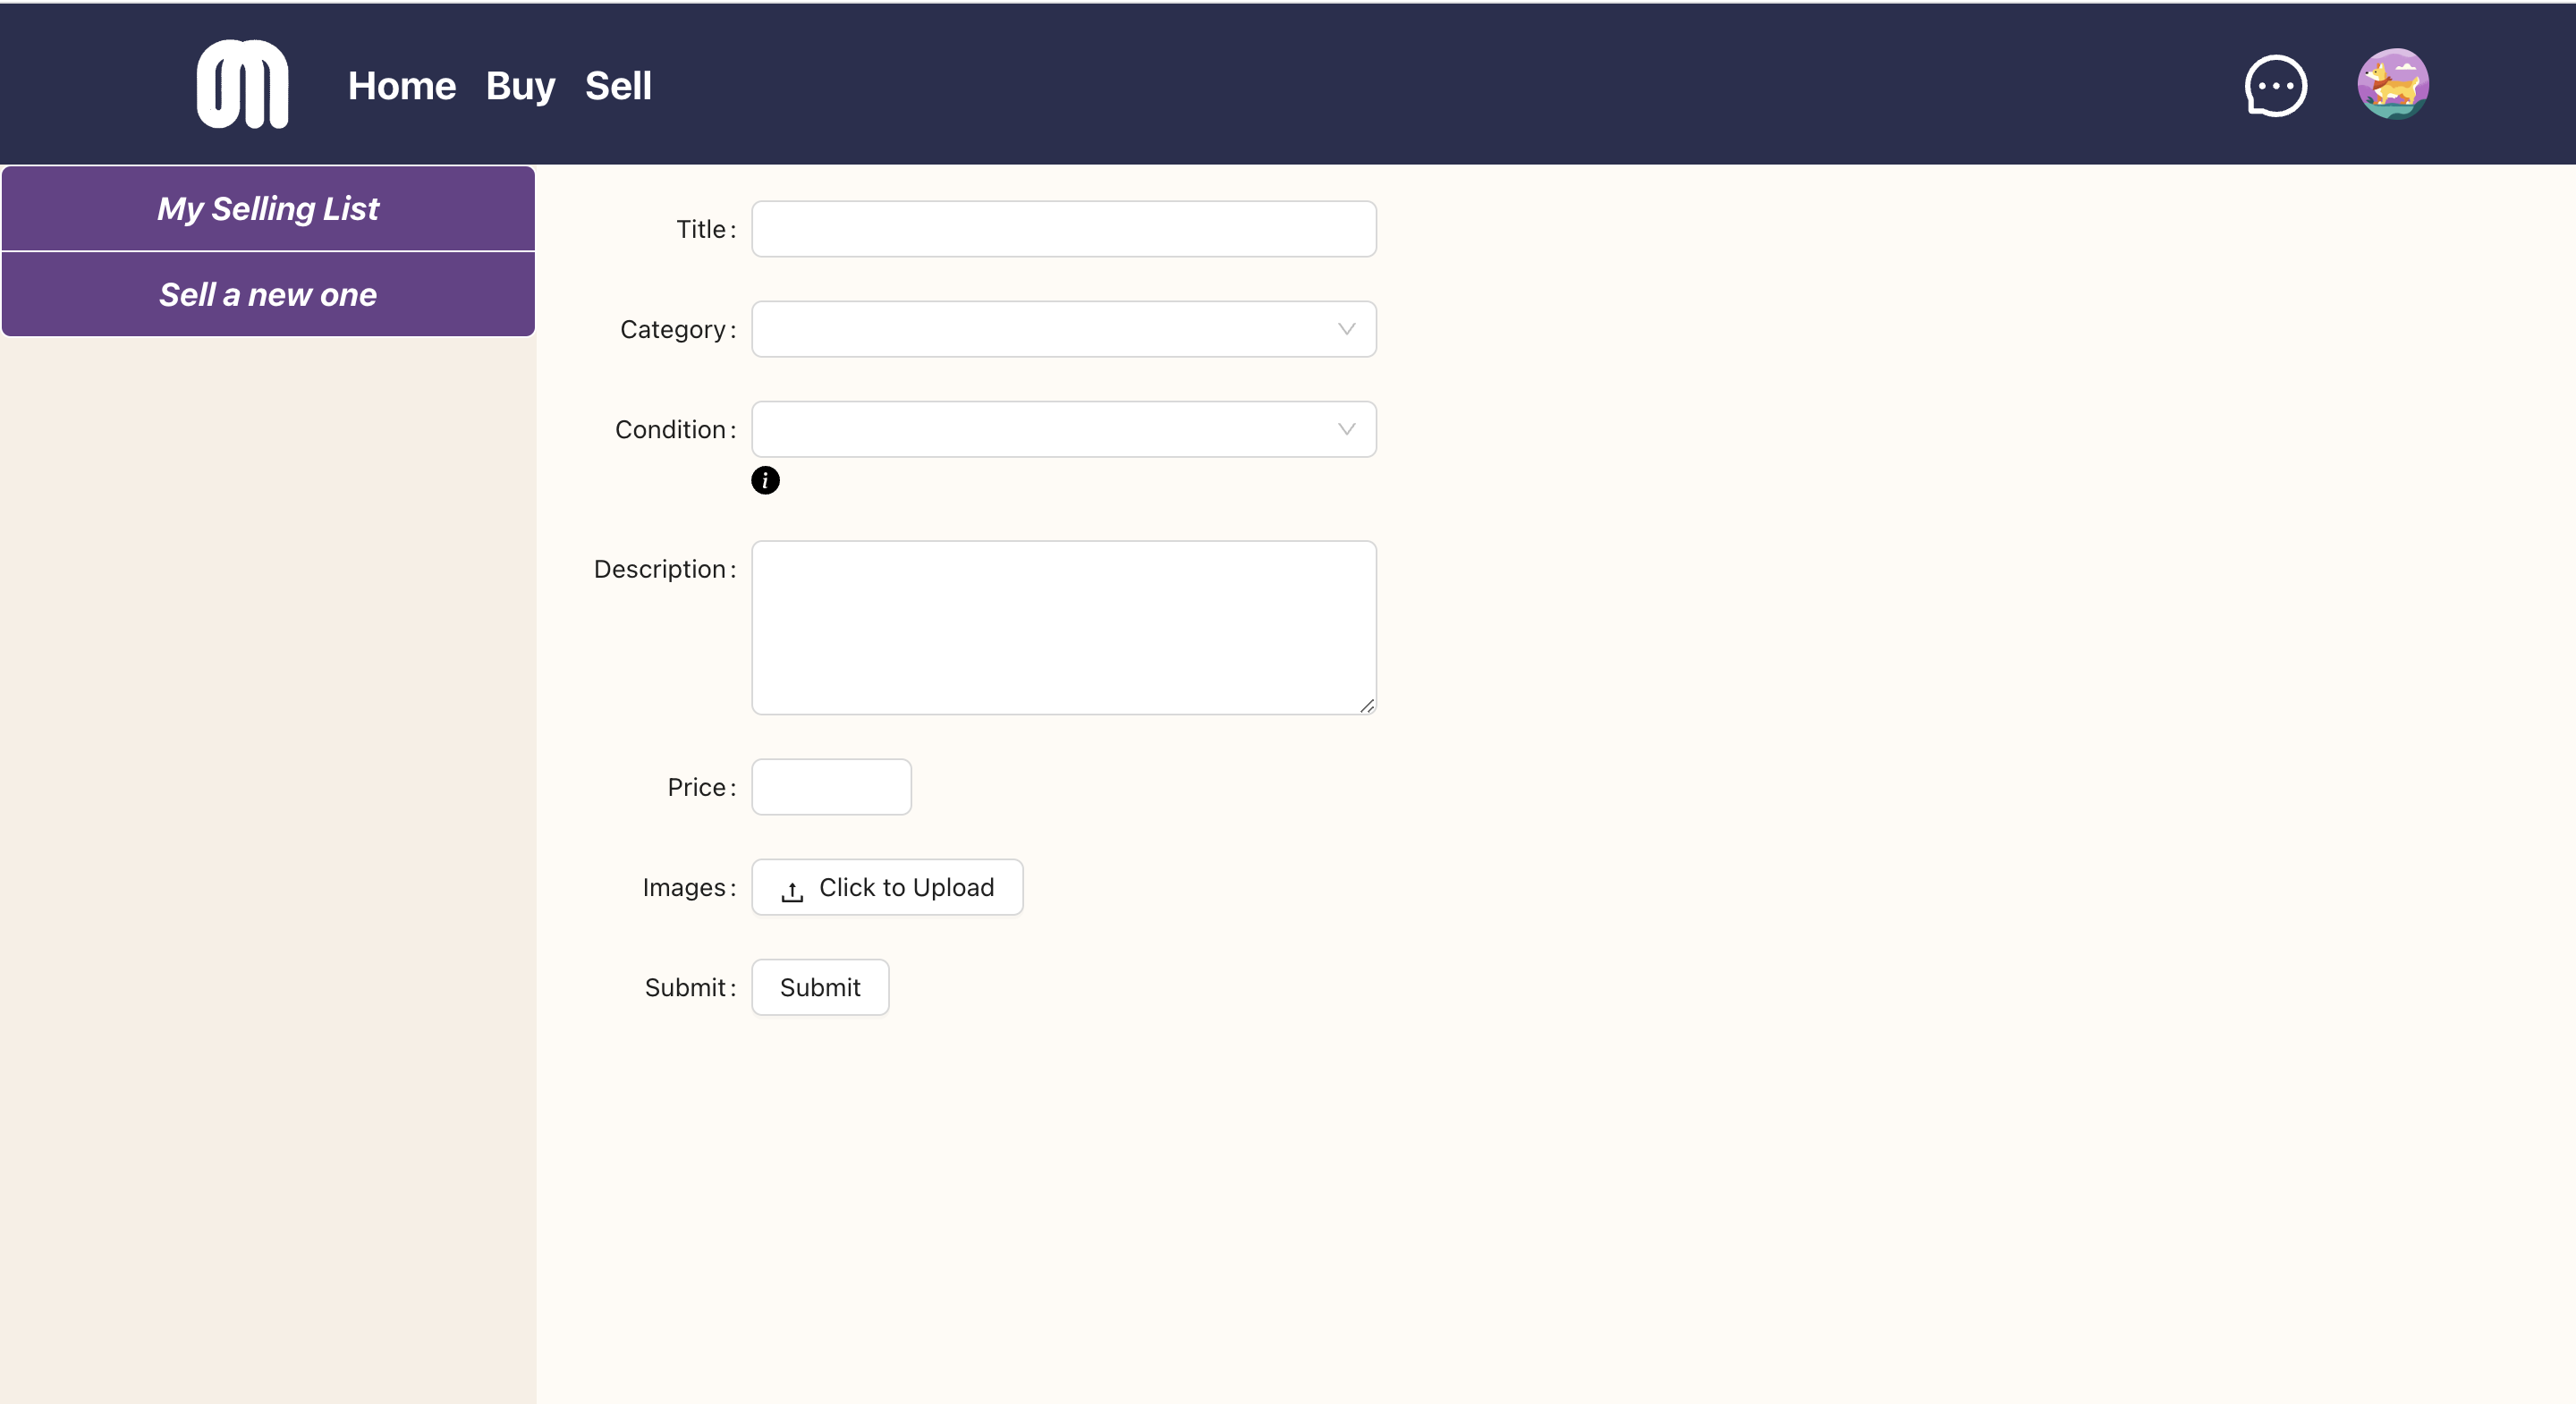 Home Buy Sell
My Selling List
Sell a new one
Title:
Category:
Condition:
i
Description:
Price:
Images: Click to Upload
Submit: Submit